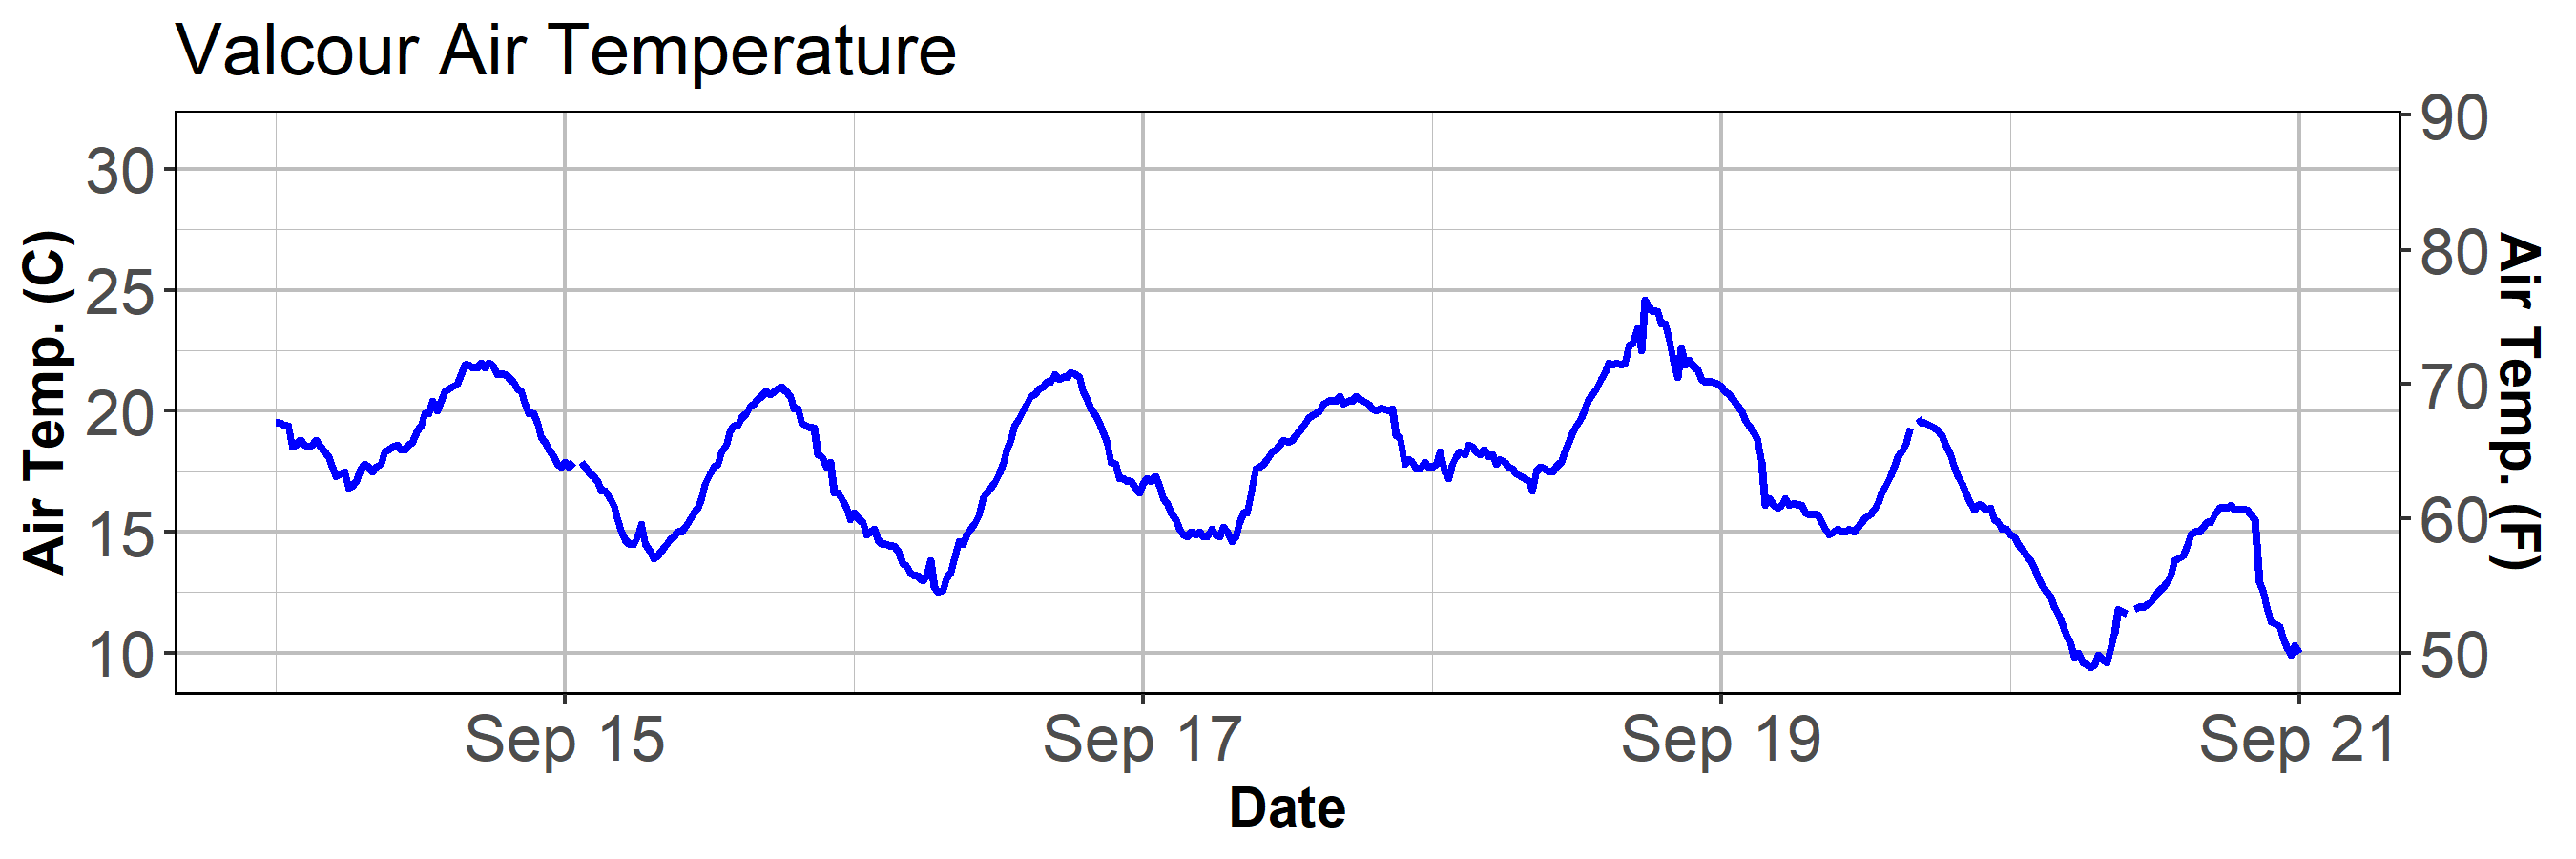 Valcour Air Temperature
Air Temp. (C)
30
25
20
15
10
90
80
70
60
50
Air Temp. (F)
Sep 15
Sep 17
Sep 19
Sep 21
Date